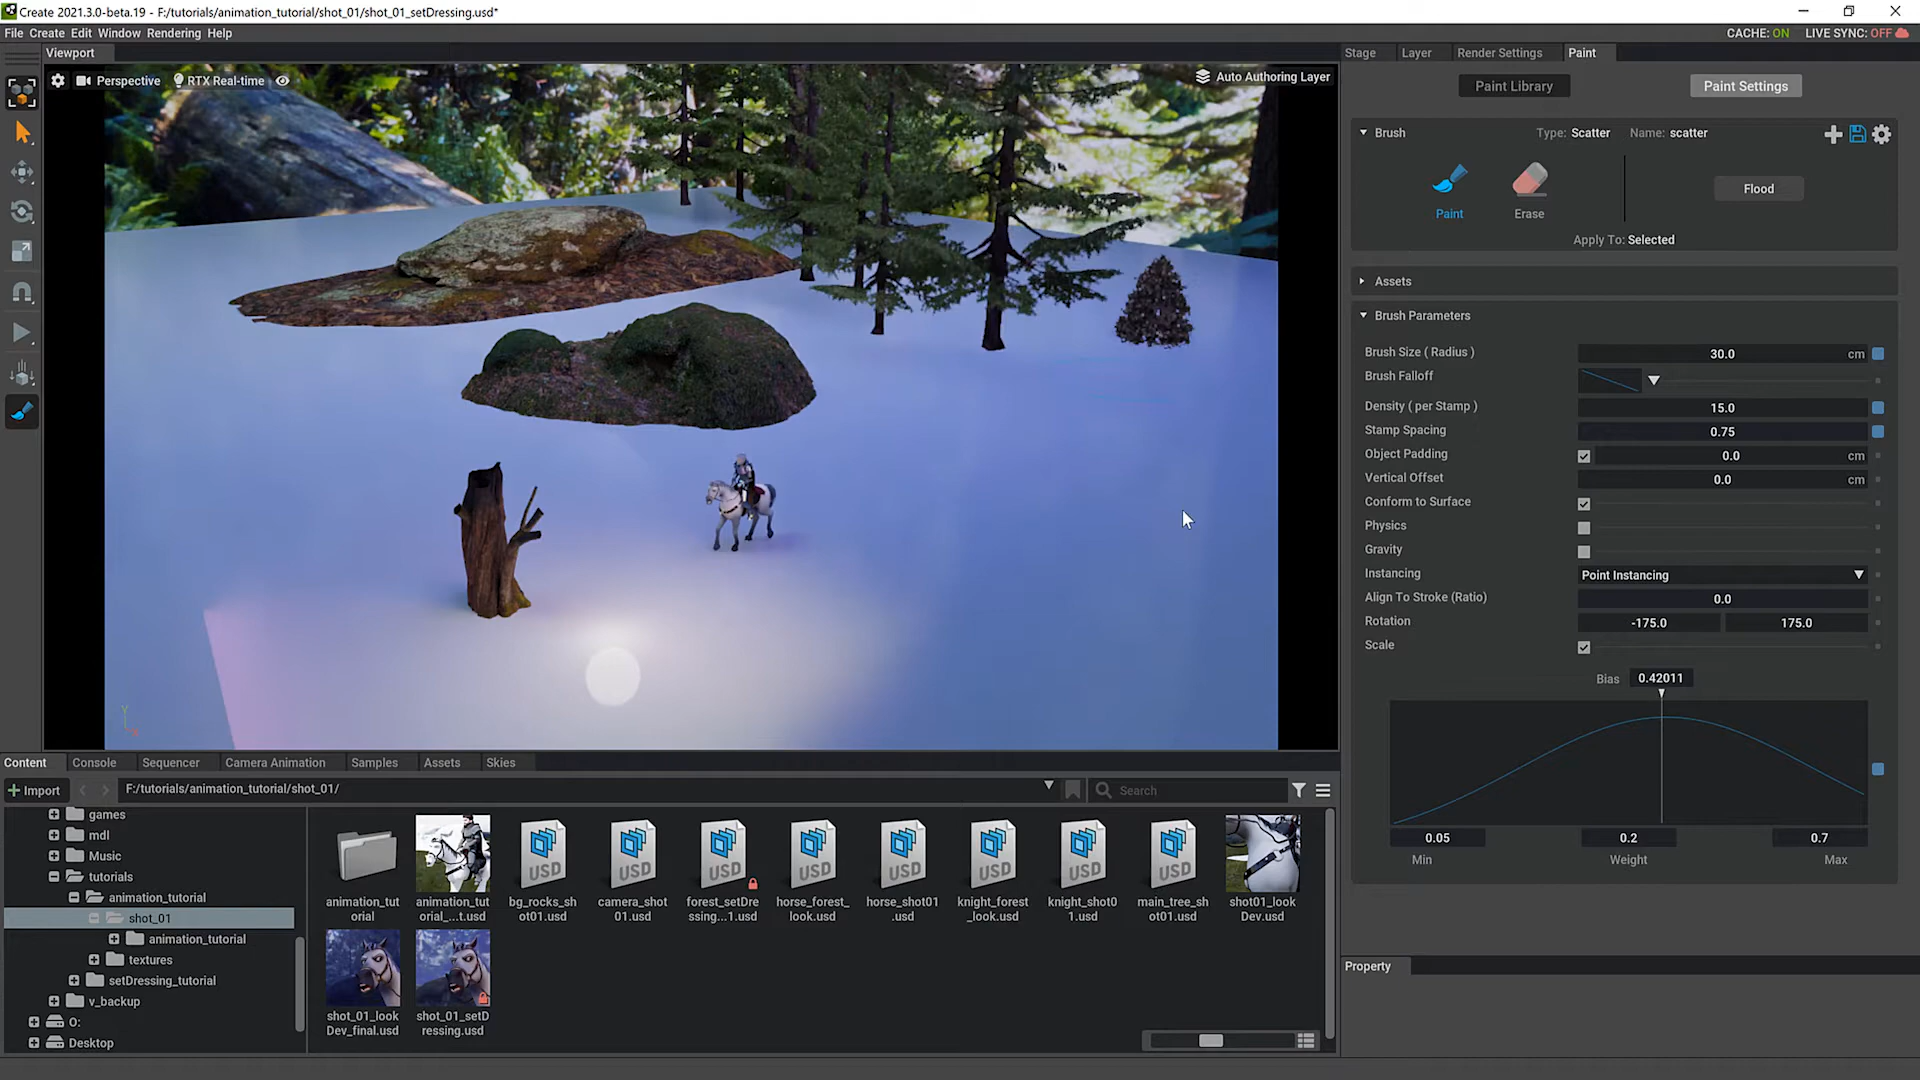 Create 2021.3.0-beta.19 - F:/tutorials/animation_tutorial/shot_01/shot_01_setDressing.usd*
File Create Edit Window Rendering Help
CACHE: ON LIVE SYNC: OFF
Viewport
Stage Layer Render Settings Paint
Perspective RTX Real-time
Auto Authoring Layer
Paint Library Paint Settings
Brush Type: Scatter Name: scatter
Paint Erase Flood
Apply To: Selected
Assets
Brush Parameters
Brush Size ( Radius ) 30.0 cm
Brush Falloff
Density ( per Stamp ) 15.0
Stamp Spacing 0.75
Object Padding 0.0 cm
Vertical Offset 0.0 cm
Conform to Surface
Physics
Gravity
Instancing Point Instancing
Align To Stroke (Ratio) 0.0
Rotation -175.0 175.0
Scale
Bias 0.42011
0.05 0.2 0.7
Min Weight Max
Property
Y
Content Console Sequencer Camera Animation Samples Assets Skies
Import F:/tutorials/animation_tutorial/shot_01/ Search
games
mdl
Music
tutorials
animation_tutorial
shot_01
animation_tutorial
textures
setDressing_tutorial
v_backup
O:
Desktop
USD USD USD USD USD USD USD USD
animation_tut
orial
animation_tut
orial_...t.usd
bg_rocks_sh
ot01.usd
camera_shot
01.usd
forest_setDre
ssing...1.usd
horse_forest_
look.usd
horse_shot01
.usd
knight_forest
_look.usd
knight_shot0
1.usd
main_tree_sh
ot01.usd
shot01_look
Dev.usd
shot_01_look
Dev_final.usd
shot_01_setD
ressing.usd